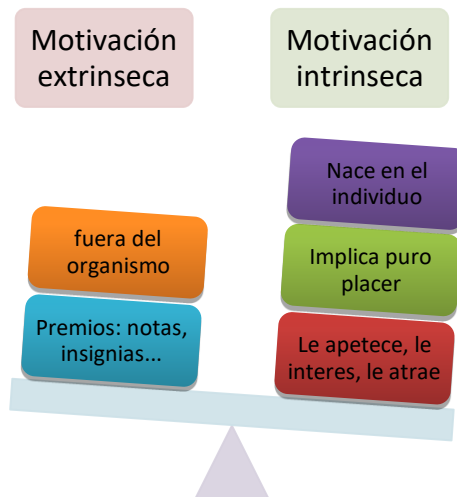 Motivación
extrinseca
Motivación
intrinseca
Nace en el
individuo
fuera del
organismo
Implica puro
placer
Premios: notas,
insignias...
Le apetece, le
interes, le atrae